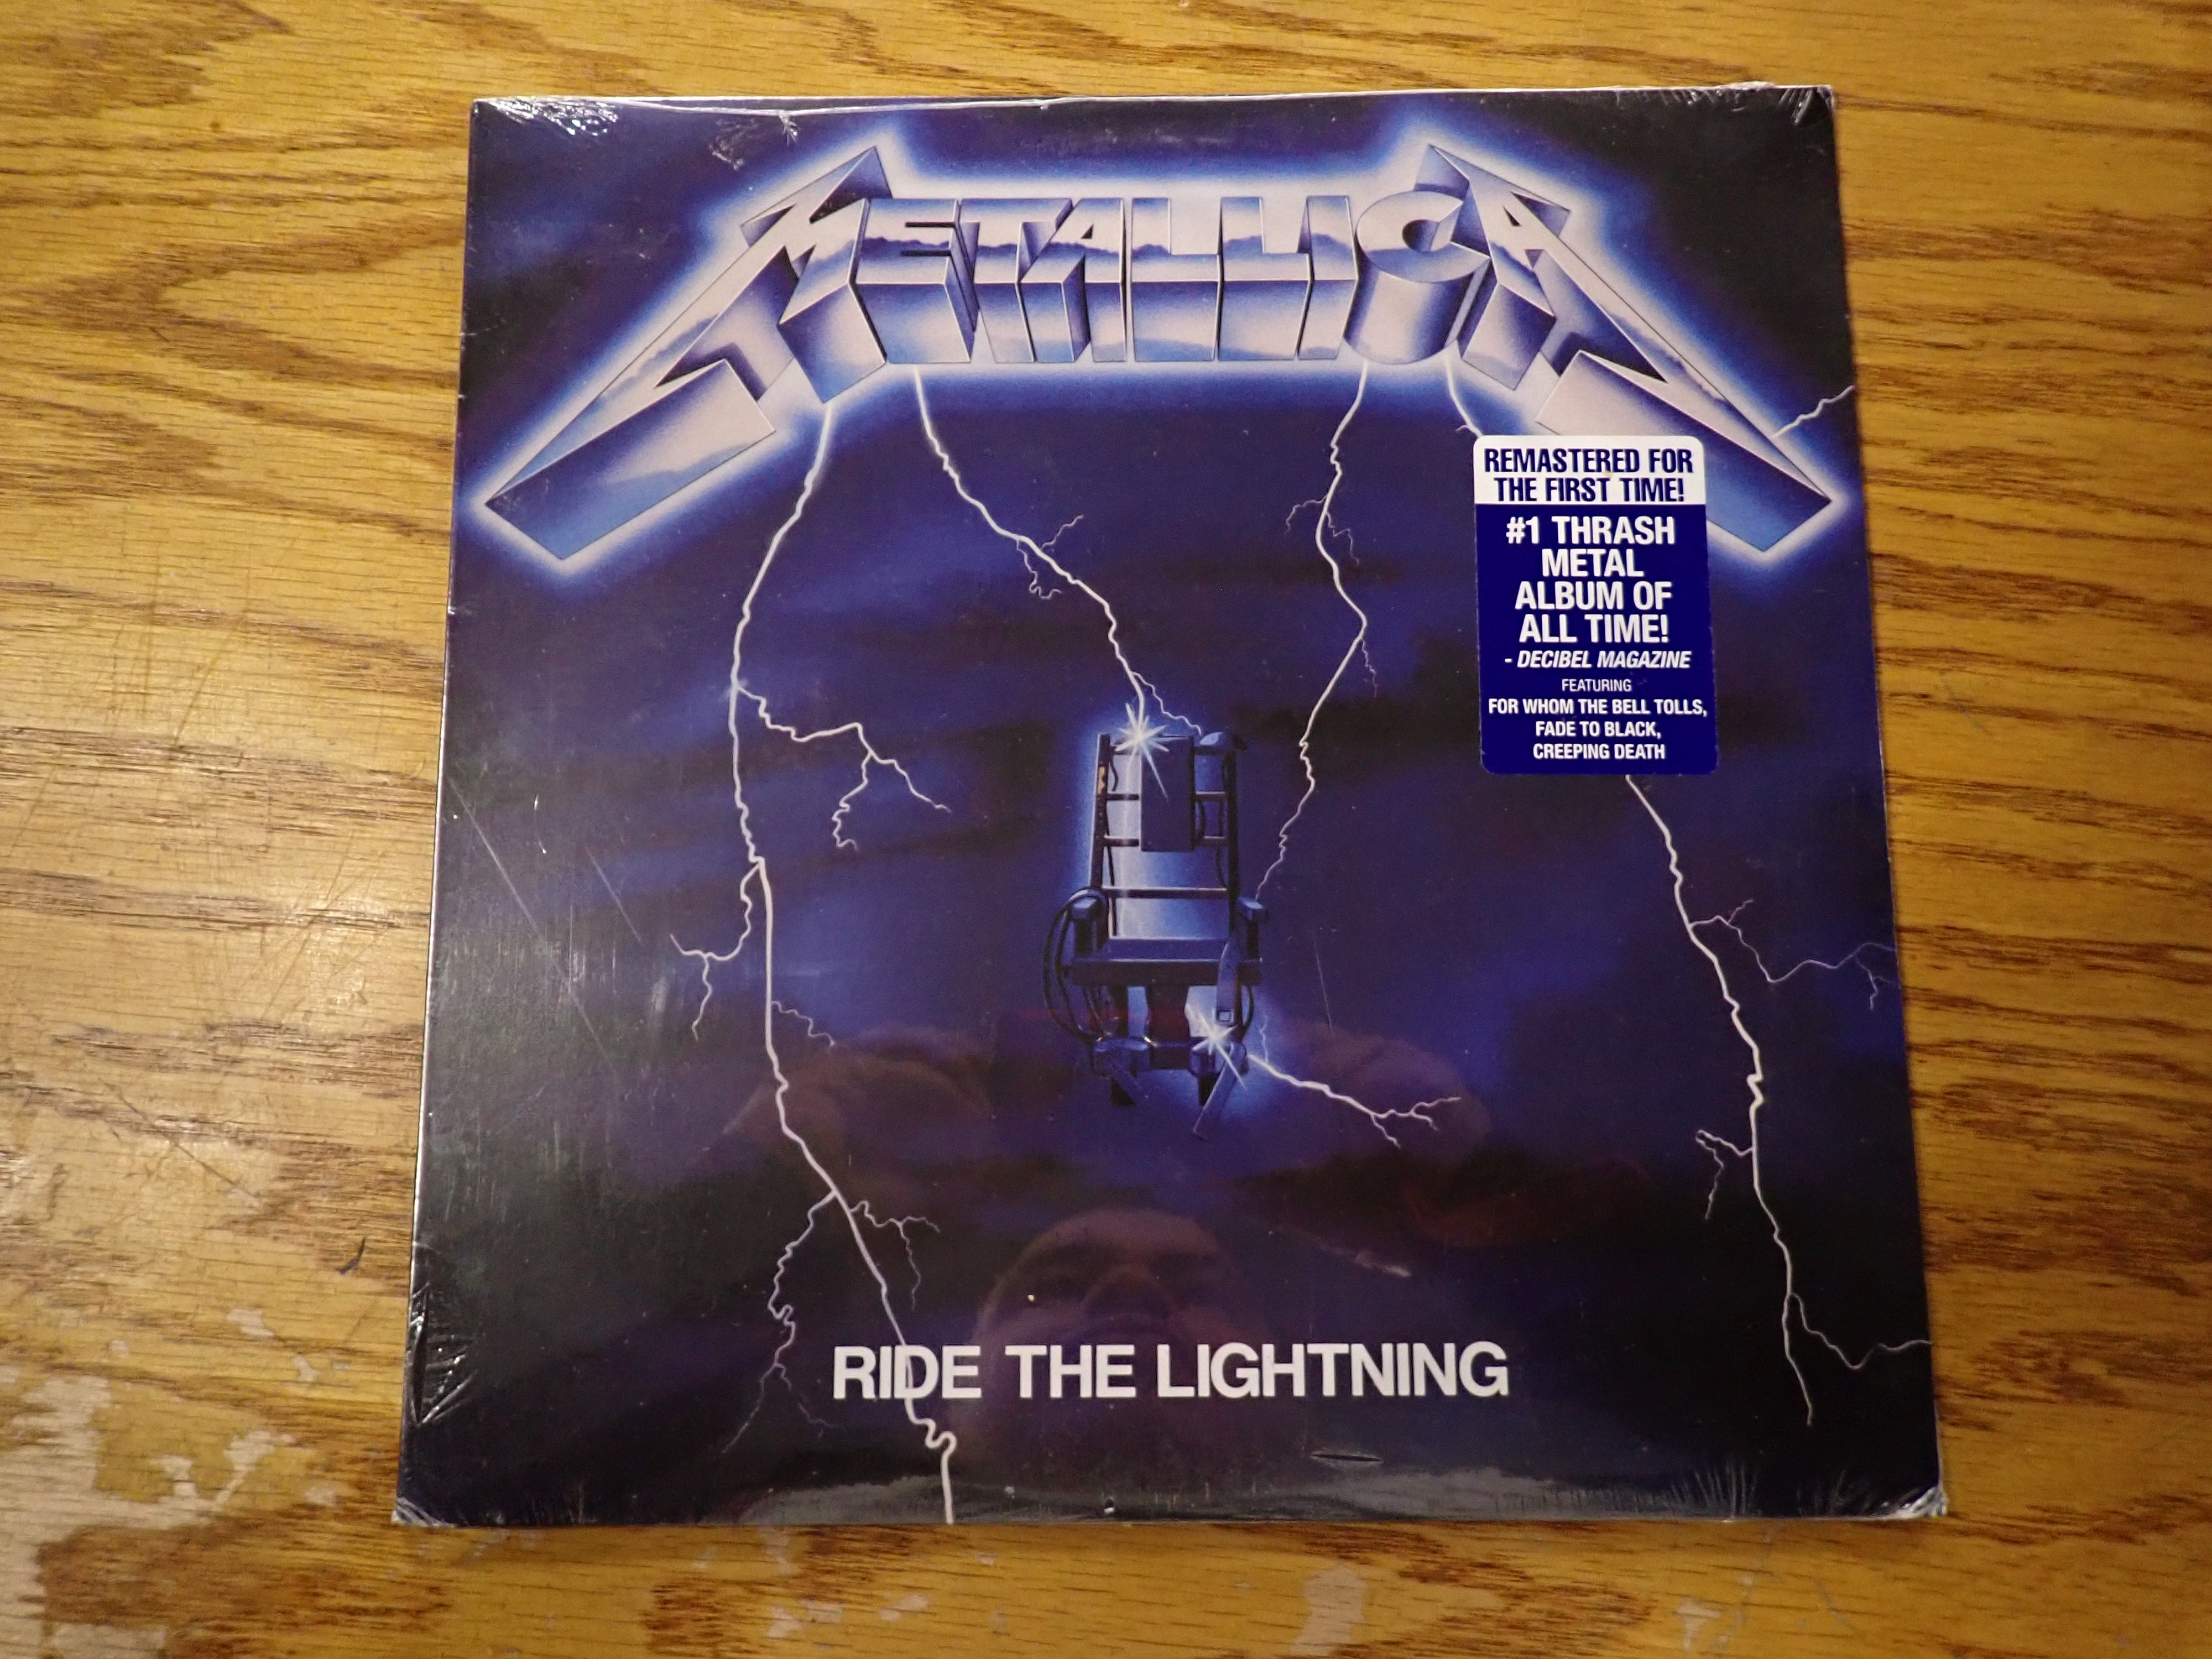 METALLICA
REMASTERED FOR
THE FIRST TIME!
#1 THRASH
METAL
ALBUM OF
ALL TIME!
- DECIBEL MAGAZINE
FEATURING
FOR WHOM THE BELL TOLLS,
FADE TO BLACK,
CREEPING DEATH
RIDE THE LIGHTNING